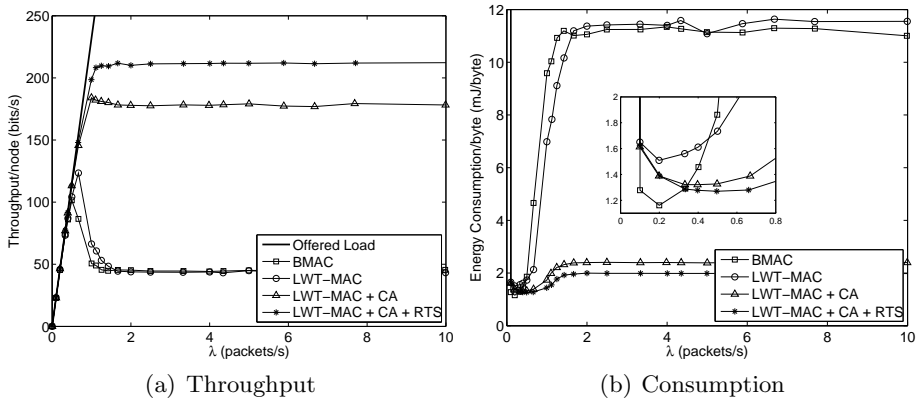 250
200
150
100
50
0
0 2 4 6 8 10
Throughput/node (bits/s)
λ (packets/s)
Offered Load
BMAC
LWT−MAC
LWT−MAC + CA
LWT−MAC + CA + RTS
(a) Throughput
12
10
8
6
4
2
0
0 2 4 6 8 10
Energy Consumption/byte (mJ/byte)
λ (packets/s)
2
1.8
1.6
1.4
1.2
0 0.2 0.4 0.6 0.8
BMAC
LWT−MAC
LWT−MAC + CA
LWT−MAC + CA + RTS
(b) Consumption